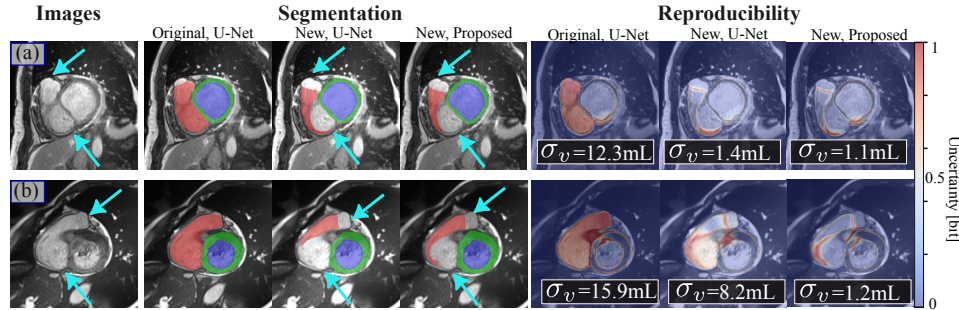 Images Segmentation Reproducibility
Original, U-Net New, U-Net New, Proposed Original, U-Net New, U-Net New, Proposed
(a)
σᵥ=12.3mL σᵥ=1.4mL σᵥ=1.1mL
(b)
σᵥ=15.9mL σᵥ=8.2mL σᵥ=1.2mL
1
0.5
0
Uncertainty [bit]